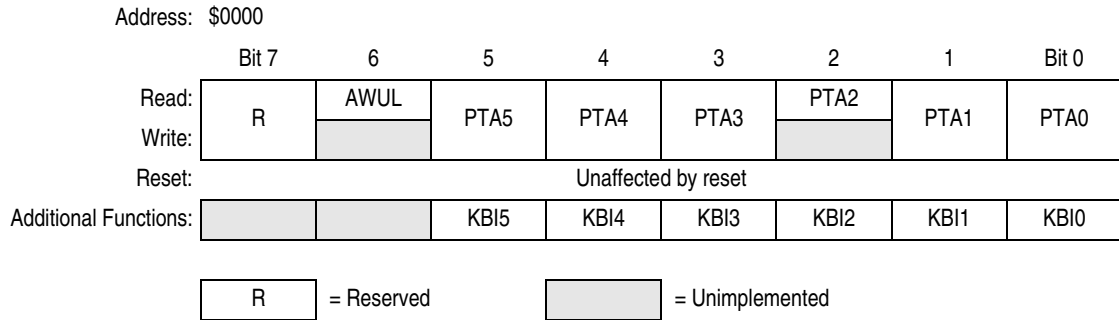 Address: $0000
Bit 7 6 5 4 3 2 1 Bit 0
Read: R AWUL PTA5 PTA4 PTA3 PTA2 PTA1 PTA0
Write:
Reset: Unaffected by reset
Additional Functions: KBI5 KBI4 KBI3 KBI2 KBI1 KBI0
R = Reserved = Unimplemented